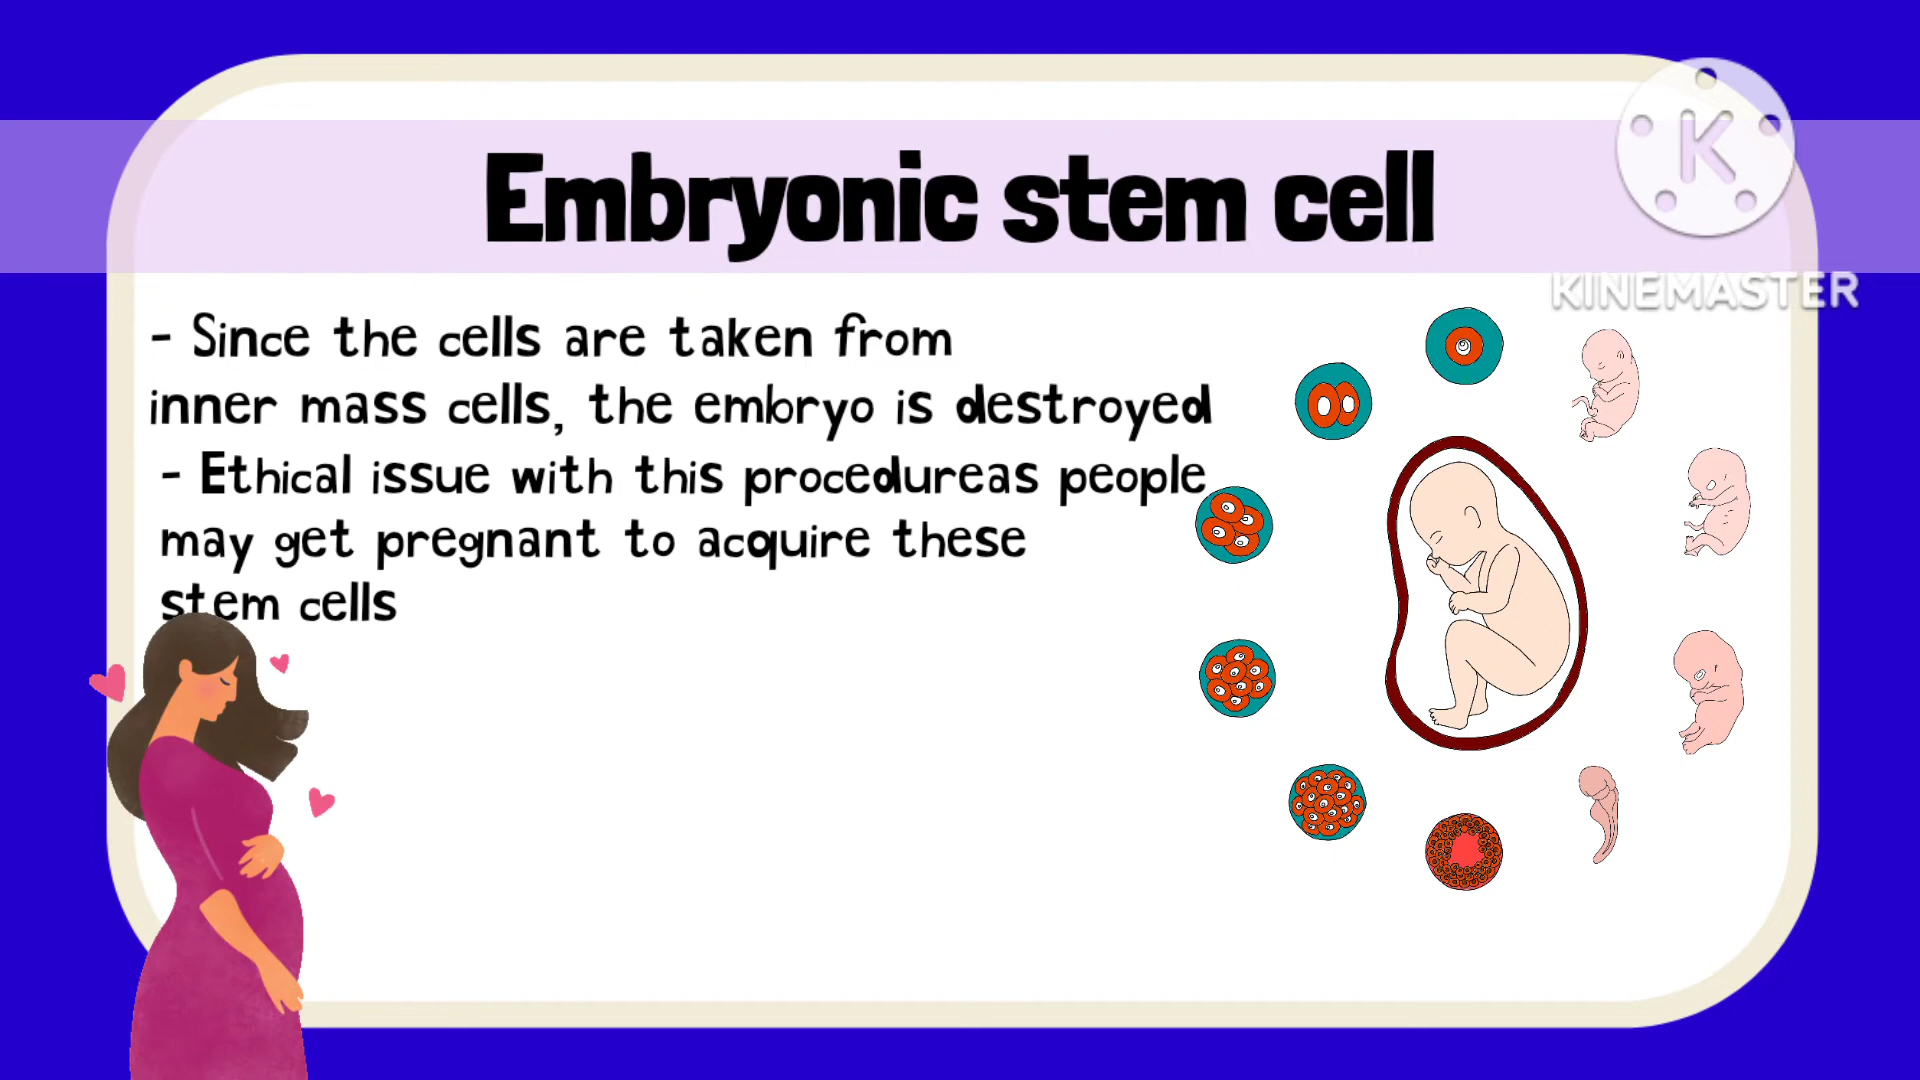 Embryonic stem cell
K
KINEMASTER
- Since the cells are taken from
inner mass cells, the embryo is destroyed
- Ethical issue with this procedureas people
may get pregnant to acquire these
stem cells